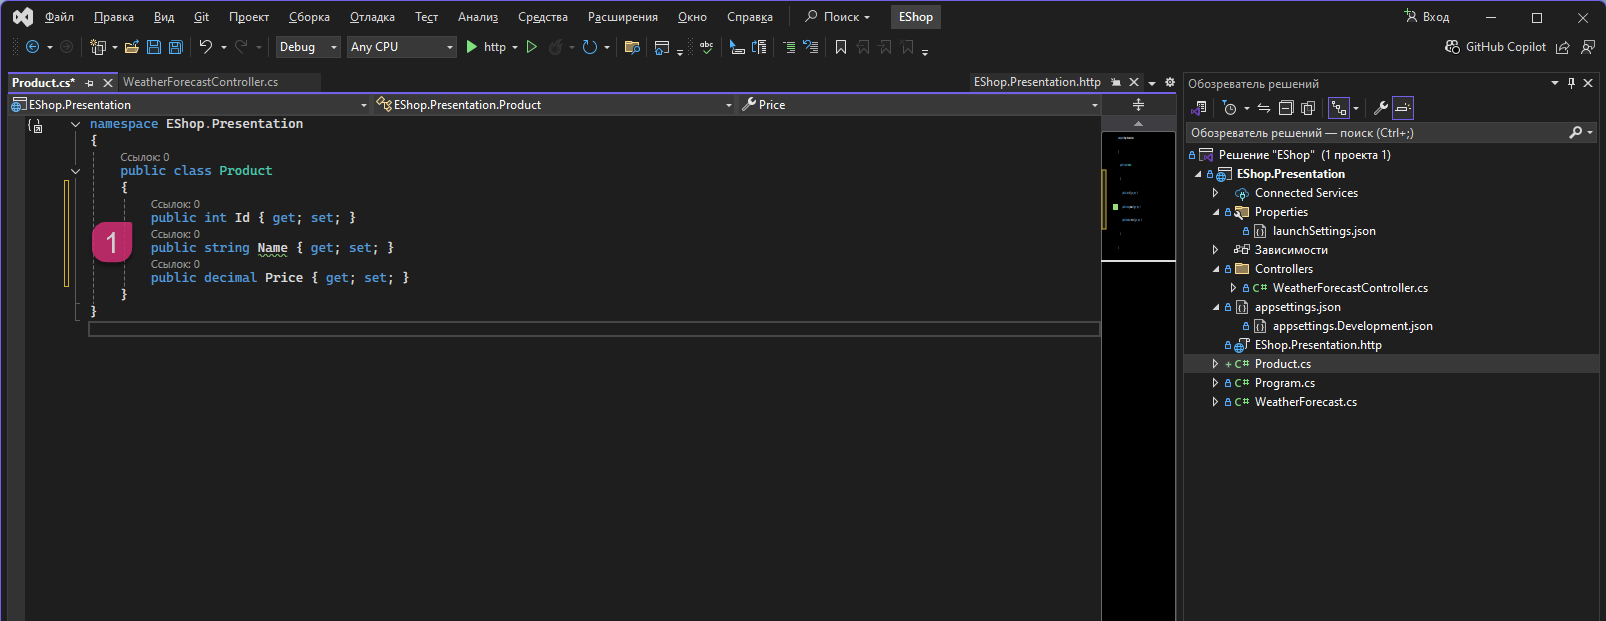 Файл Правка Вид Git Проект Сборка Отладка Тест Анализ Средства Расширения Окно Справка Поиск EShop Вход
Debug Any CPU http abc GitHub Copilot
Product.cs* WeatherForecastController.cs EShop.Presentation.http
EShop.Presentation EShop.Presentation.Product Price
namespace EShop.Presentation
{
Ссылок: 0
public class Product
{
Ссылок: 0
public int Id { get; set; }
Ссылок: 0
1
public string Name { get; set; }
Ссылок: 0
public decimal Price { get; set; }
}
}
Обозреватель решений
Обозреватель решений — поиск (Ctrl+;)
Решение "EShop" (1 проекта 1)
EShop.Presentation
Connected Services
Properties
launchSettings.json
Зависимости
Controllers
C# WeatherForecastController.cs
appsettings.json
appsettings.Development.json
EShop.Presentation.http
+ C# Product.cs
C# Program.cs
C# WeatherForecast.cs